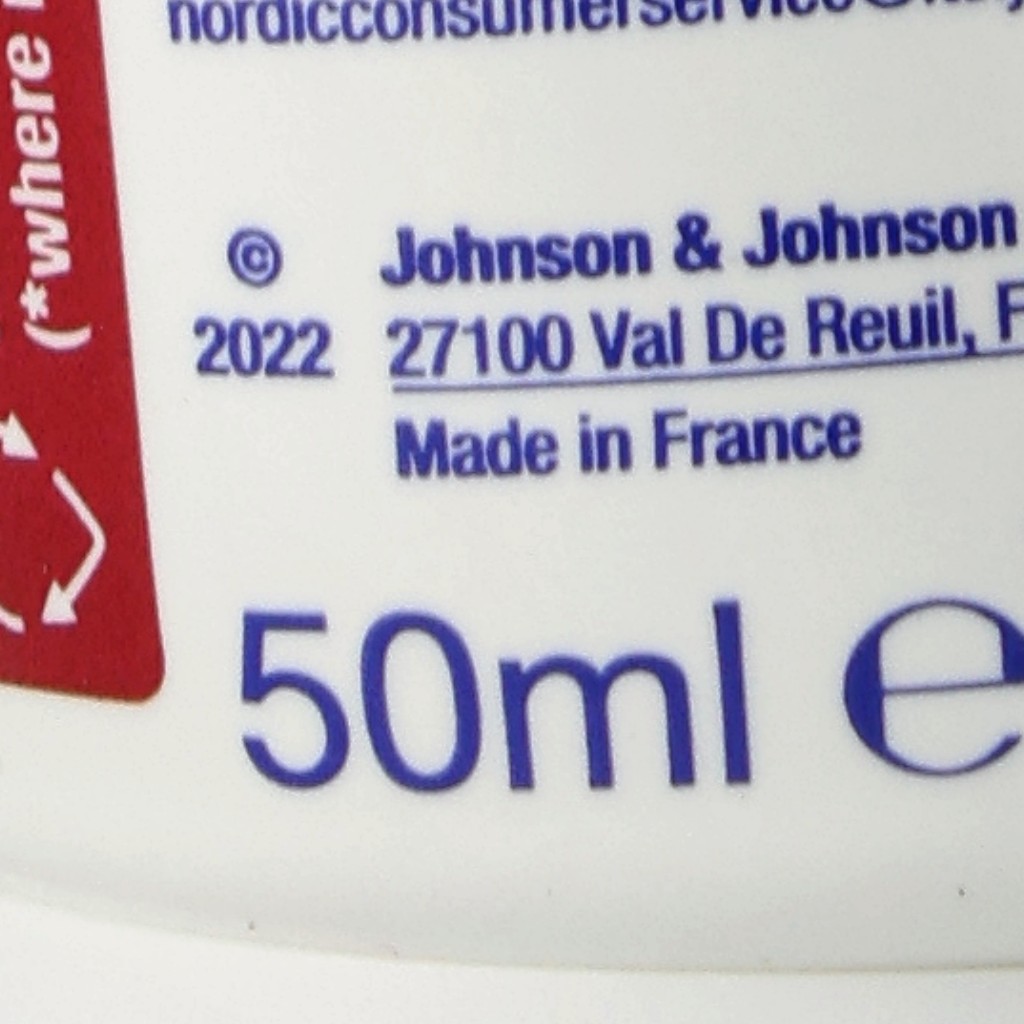 (*where
©
2022
Johnson & Johnson
27100 Val De Reuil, F
Made in France
50ml ℮